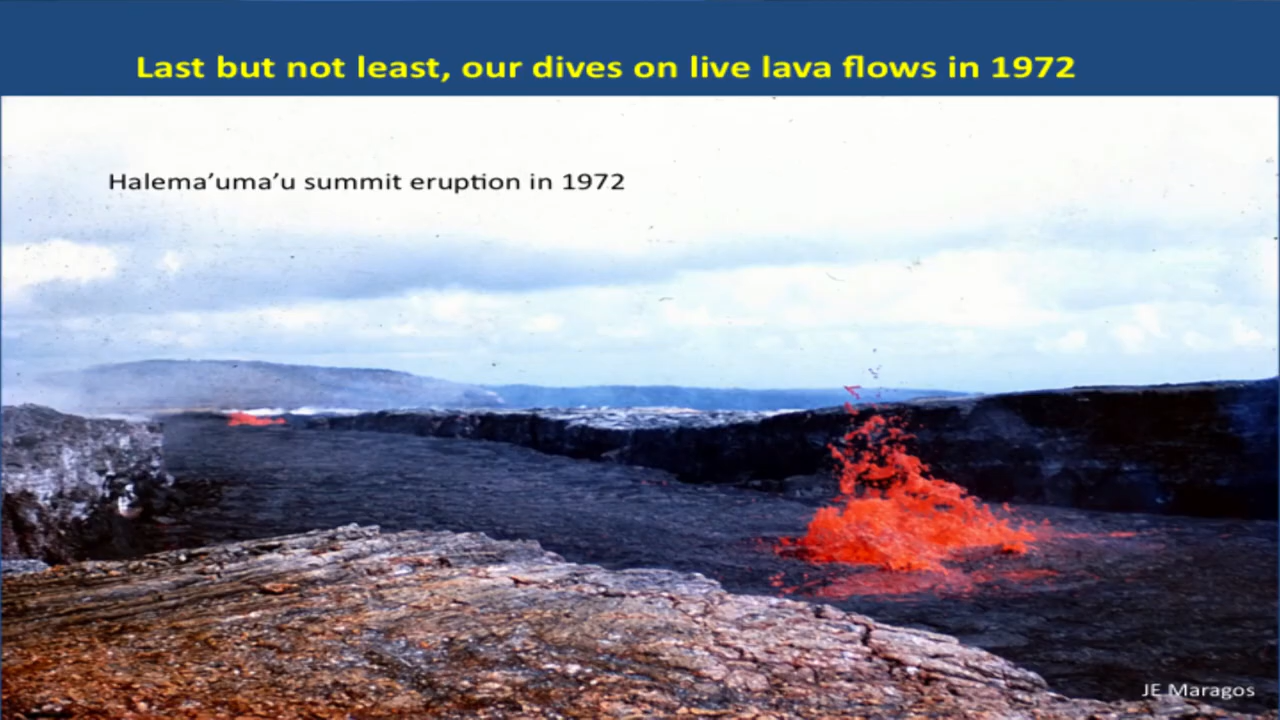 Last but not least, our dives on live lava flows in 1972
Halema’uma’u summit eruption in 1972
JE Maragos